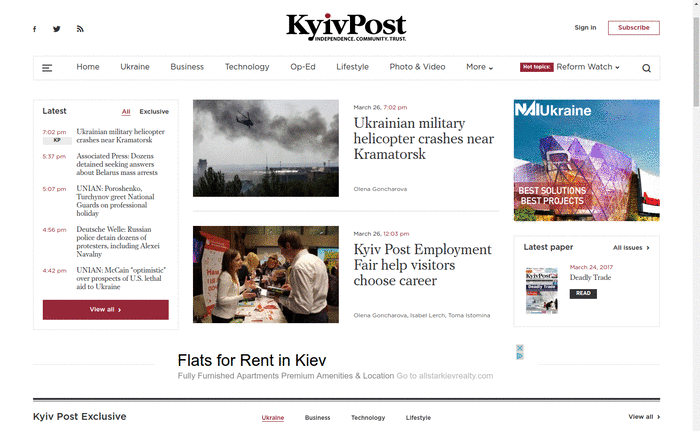 KyivPost
INDEPENDENCE. COMMUNITY. TRUST.
Sign in
Subscribe
Home
Ukraine
Business
Technology
Op-Ed
Lifestyle
Photo & Video
More
Hot topics:
Reform Watch
Latest
All
Exclusive
7:02 pm
KP
Ukrainian military helicopter
crashes near Kramatorsk
5:37 pm
Associated Press: Dozens
detained seeking answers
about Belarus mass arrests
5:07 pm
UNIAN: Poroshenko,
Turchynov greet National
Guards on professional
holiday
4:56 pm
Deutsche Welle: Russian
police detain dozens of
protesters, including Alexei
Navalny
4:42 pm
UNIAN: McCain "optimistic"
over prospects of U.S. lethal
aid to Ukraine
View all
March 26, 7:02 pm
Ukrainian military
helicopter crashes near
Kramatorsk
Olena Goncharova
March 26, 12:03 pm
Kyiv Post Employment
Fair help visitors
choose career
Olena Goncharova, Isabel Lerch, Toma Istomina
NAI Ukraine
BEST SOLUTIONS
BEST PROJECTS
Latest paper
All issues
KyivPost
Deadly Trade
March 24, 2017
Deadly Trade
READ
Flats for Rent in Kiev
Fully Furnished Apartments Premium Amenities & Location Go to allstarkievrealty.com
Kyiv Post Exclusive
Ukraine
Business
Technology
Lifestyle
View all